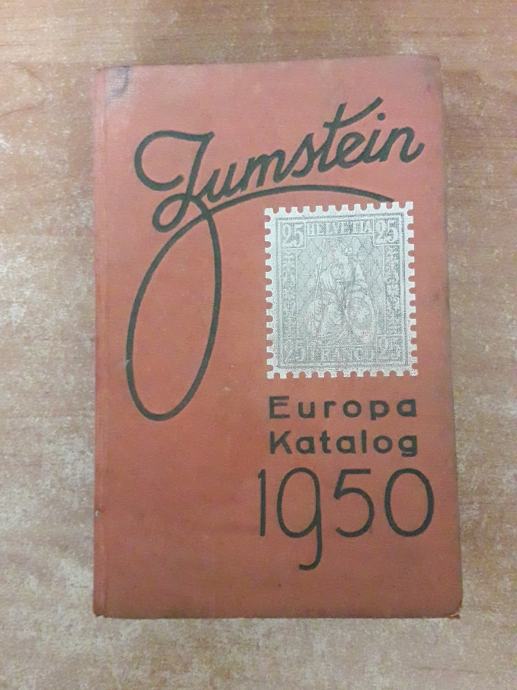 Zumstein
25 HELVETIA 25
25 FRANCO 25
Europa
Katalog
1950